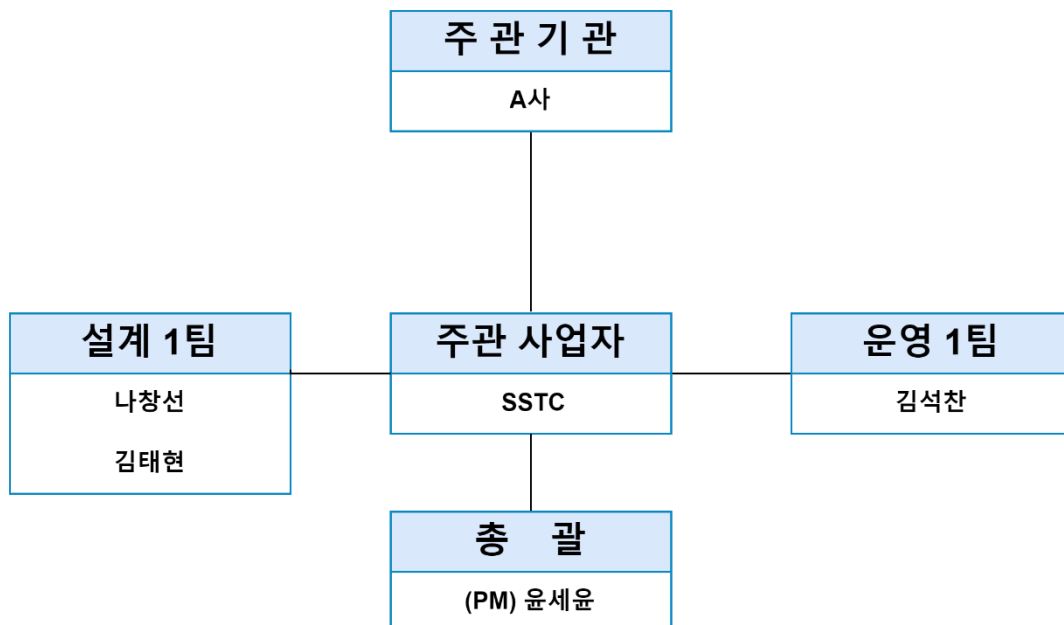 주 관 기 관
A사
설계 1팀
나창선
김태현
주관 사업자
SSTC
운영 1팀
김석찬
총 괄
(PM) 윤세윤